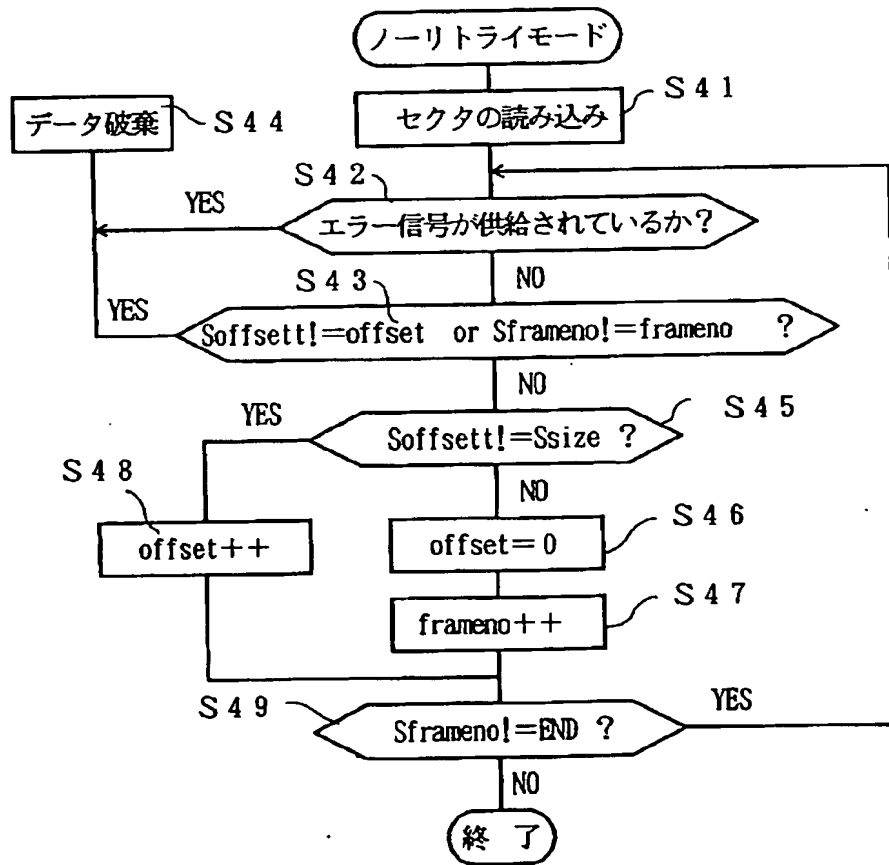 ノーリトライモード
セクタの読み込み
S41
データ破棄
S44
S42
YES
エラー信号が供給されているか?
NO
S43
YES
Soffsett!=offset or Sframeno!=frameno ?
NO
S45
YES
Soffsett!=Ssize ?
NO
S48
offset++
offset=0
S46
frameno++
S47
S49
YES
Sframeno!=END ?
NO
終 了